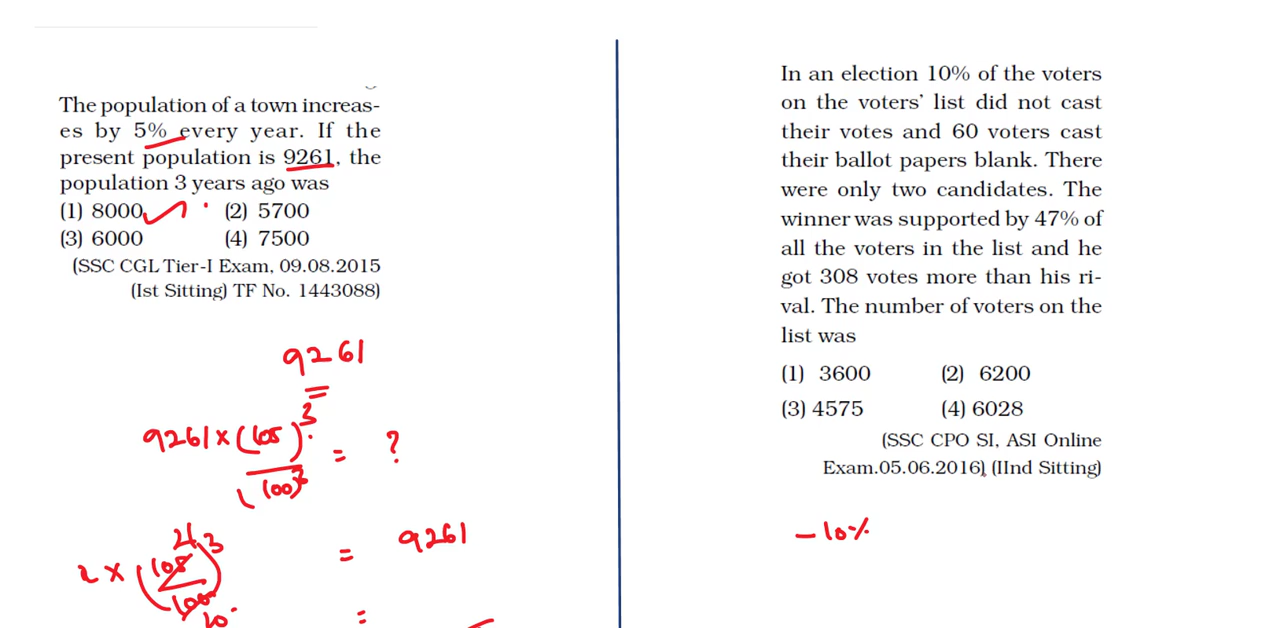 The population of a town increas-
es by 5% every year. If the
present population is 9261, the
population 3 years ago was
(1) 8000 (2) 5700
(3) 6000 (4) 7500
(SSC CGL Tier-I Exam, 09.08.2015
(Ist Sitting) TF No. 1443088)
9261
9261 × (105)^3 = ?
(100)^3
x × ( )^3 = 9261
=
In an election 10% of the voters
on the voters' list did not cast
their votes and 60 voters cast
their ballot papers blank. There
were only two candidates. The
winner was supported by 47% of
all the voters in the list and he
got 308 votes more than his ri-
val. The number of voters on the
list was
(1) 3600 (2) 6200
(3) 4575 (4) 6028
(SSC CPO SI, ASI Online
Exam.05.06.2016) (IInd Sitting)
– 10%